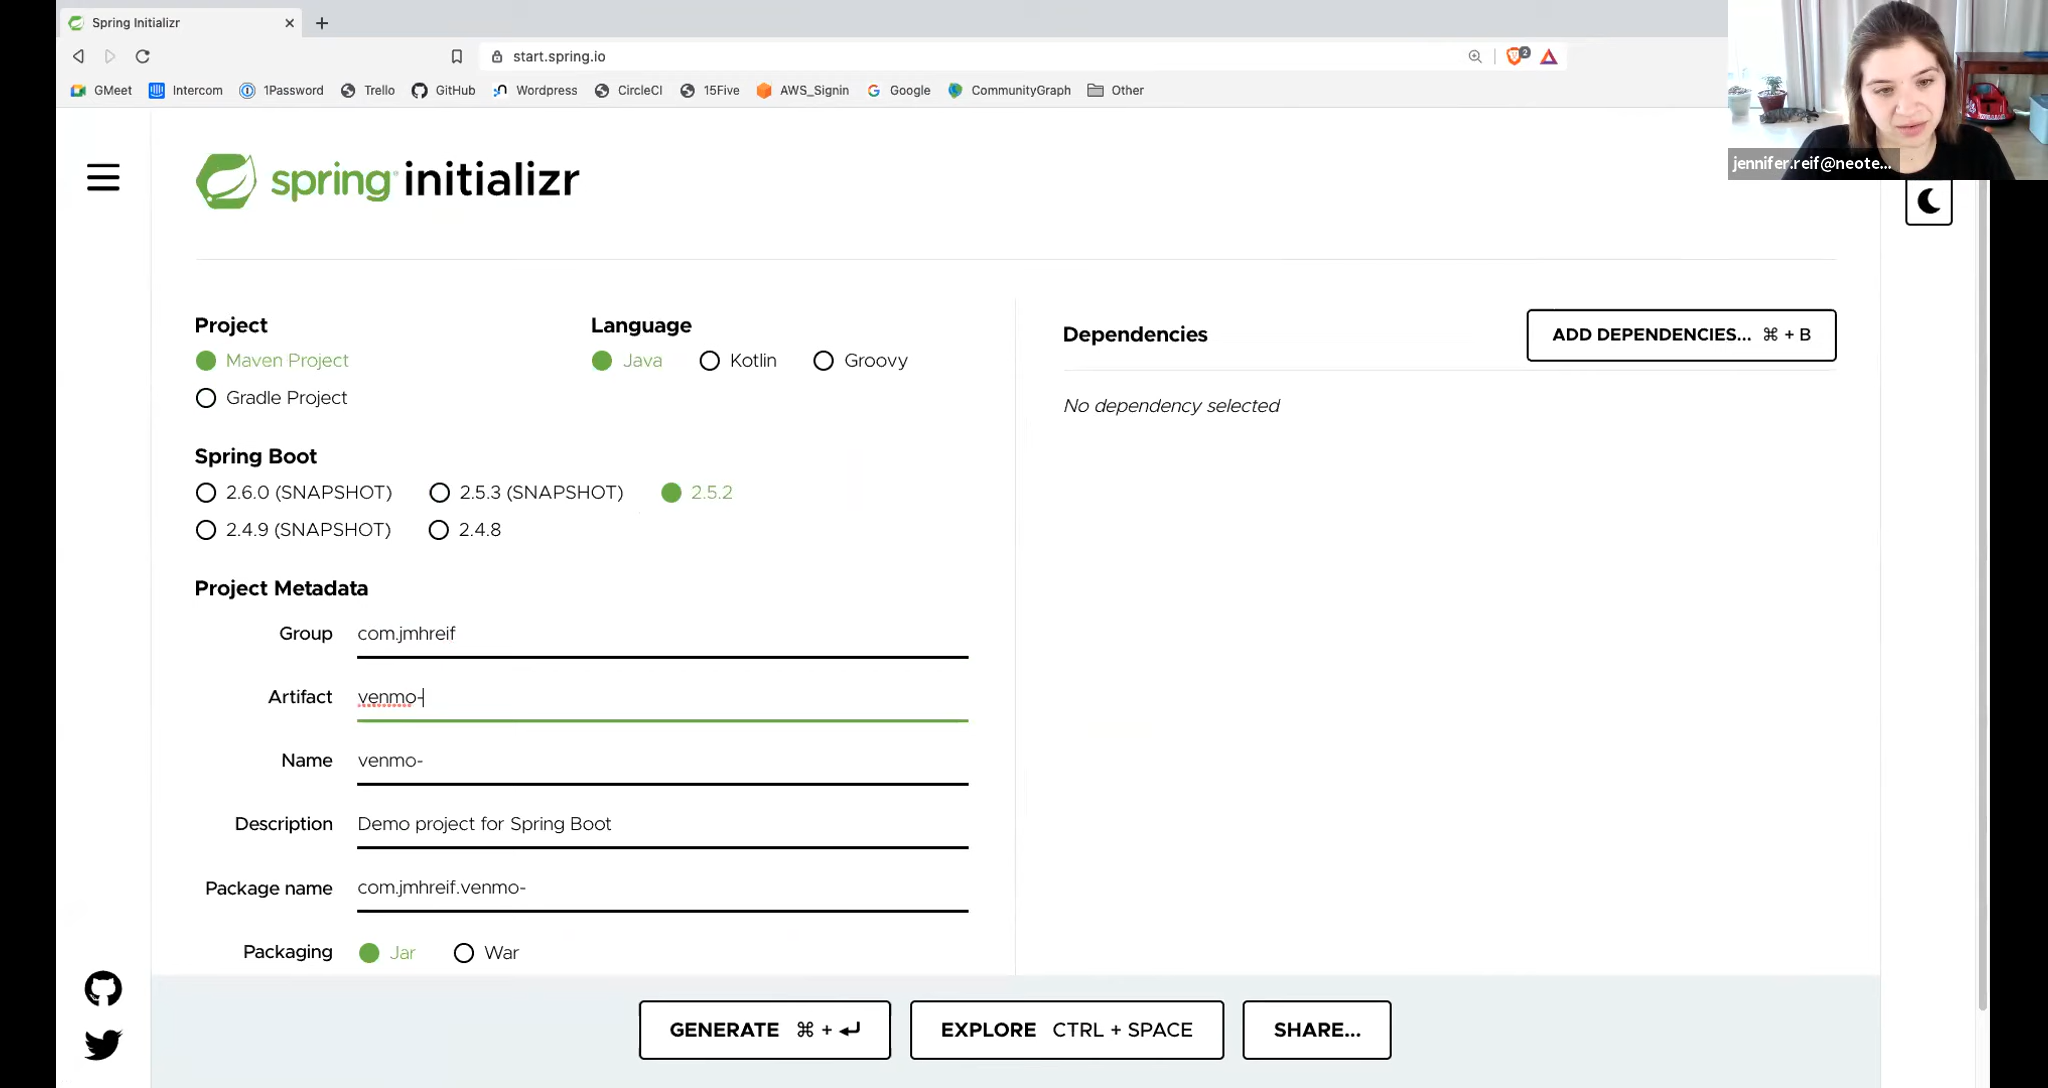 Spring Initializr
start.spring.io
2
GMeet Intercom 1Password Trello GitHub Wordpress CircleCI 15Five AWS_Signin Google CommunityGraph Other
jennifer.reif@neote...
spring initializr
Project
Maven Project
Gradle Project
Language
Java Kotlin Groovy
Spring Boot
2.6.0 (SNAPSHOT) 2.5.3 (SNAPSHOT) 2.5.2
2.4.9 (SNAPSHOT) 2.4.8
Project Metadata
Group com.jmhreif
Artifact venmo-
Name venmo-
Description Demo project for Spring Boot
Package name com.jmhreif.venmo-
Packaging Jar War
Dependencies
ADD DEPENDENCIES... ⌘ + B
No dependency selected
GENERATE ⌘ + ↵
EXPLORE CTRL + SPACE
SHARE...